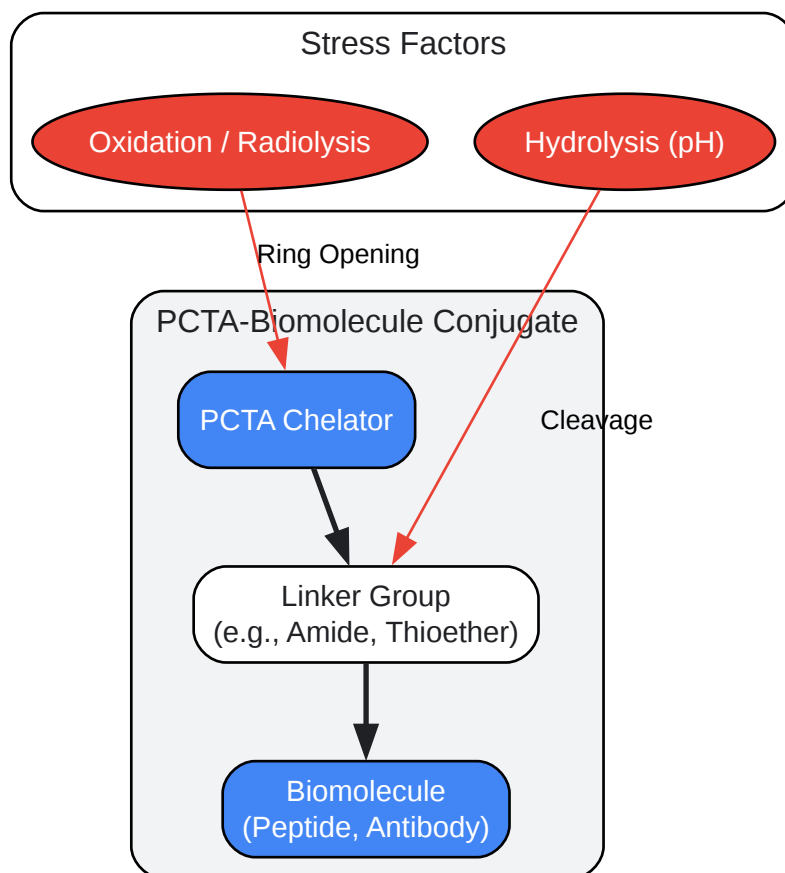 Stress Factors
Oxidation / Radiolysis
Hydrolysis (pH)
Ring Opening
PCTA-Biomolecule Conjugate
PCTA Chelator
Cleavage
Linker Group
(e.g., Amide, Thioether)
Biomolecule
(Peptide, Antibody)